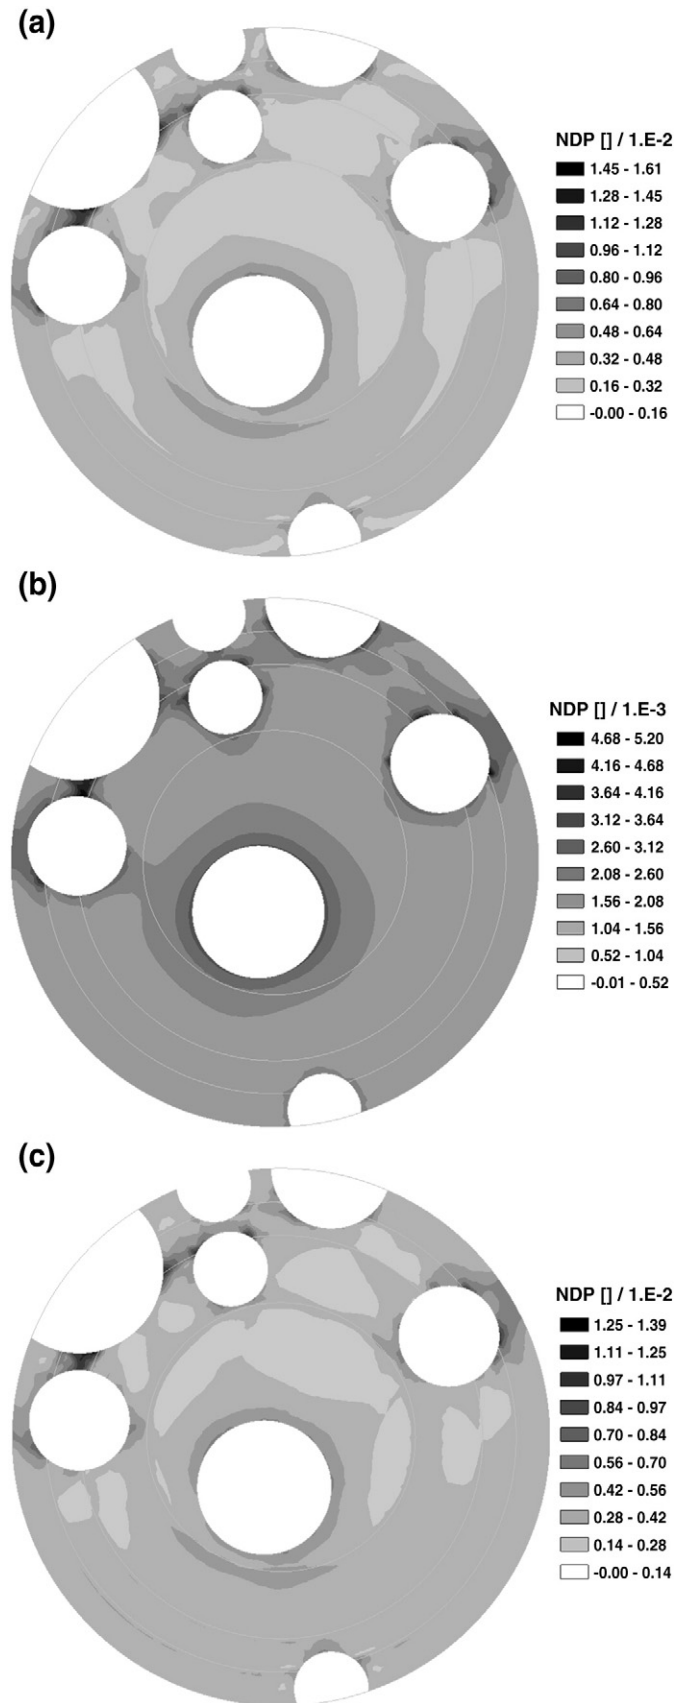 (a)
NDP [] / 1.E-2
1.45 - 1.61
1.28 - 1.45
1.12 - 1.28
0.96 - 1.12
0.80 - 0.96
0.64 - 0.80
0.48 - 0.64
0.32 - 0.48
0.16 - 0.32
-0.00 - 0.16
(b)
NDP [] / 1.E-3
4.68 - 5.20
4.16 - 4.68
3.64 - 4.16
3.12 - 3.64
2.60 - 3.12
2.08 - 2.60
1.56 - 2.08
1.04 - 1.56
0.52 - 1.04
-0.01 - 0.52
(c)
NDP [] / 1.E-2
1.25 - 1.39
1.11 - 1.25
0.97 - 1.11
0.84 - 0.97
0.70 - 0.84
0.56 - 0.70
0.42 - 0.56
0.28 - 0.42
0.14 - 0.28
-0.00 - 0.14